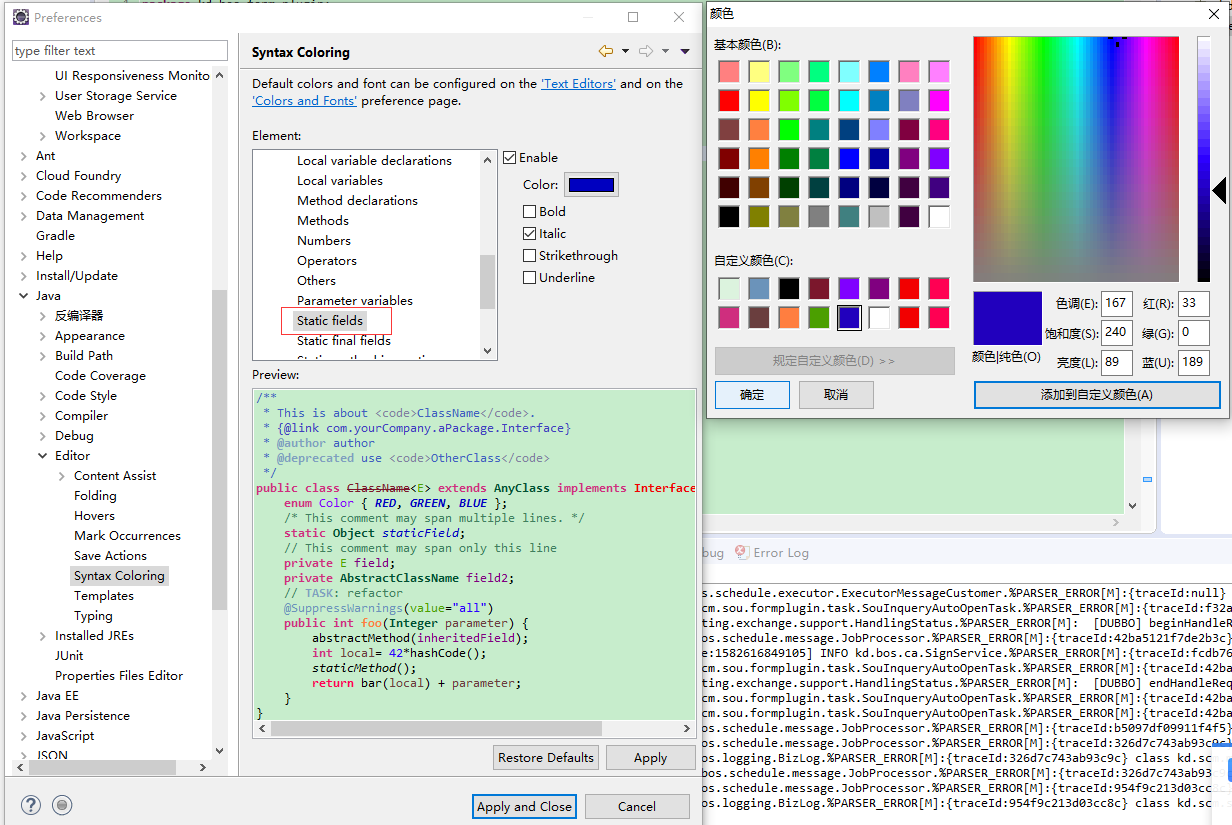 Preferences
type filter text
UI Responsiveness Monito
User Storage Service
Web Browser
Workspace
Ant
Cloud Foundry
Code Recommenders
Data Management
Gradle
Help
Install/Update
Java
反编译器
Appearance
Build Path
Code Coverage
Code Style
Compiler
Debug
Editor
Content Assist
Folding
Hovers
Mark Occurrences
Save Actions
Syntax Coloring
Templates
Typing
Installed JREs
JUnit
Properties Files Editor
Java EE
Java Persistence
JavaScript
JSON
Syntax Coloring
Default colors and font can be configured on the 'Text Editors' and on the
'Colors and Fonts' preference page.
Element:
Local variable declarations
Local variables
Method declarations
Methods
Numbers
Operators
Others
Parameter variables
Static fields
Static final fields
Enable
Color:
Bold
Italic
Strikethrough
Underline
Preview:
/**
* This is about <code>ClassName</code>.
* {@link com.yourCompany.aPackage.Interface}
* @author author
* @deprecated use <code>OtherClass</code>
*/
public class ClassName<E> extends AnyClass implements Interface
enum Color { RED, GREEN, BLUE };
/* This comment may span multiple lines. */
static Object staticField;
// This comment may span only this line
private E field;
private AbstractClassName field2;
// TASK: refactor
@SuppressWarnings(value="all")
public int foo(Integer parameter) {
abstractMethod(inheritedField);
int local= 42*hashCode();
staticMethod();
return bar(local) + parameter;
}
}
Restore Defaults
Apply
Apply and Close
Cancel
颜色
基本颜色(B):
自定义颜色(C):
规定自定义颜色(D) >>
确定
取消
颜色|纯色(O)
色调(E): 167 红(R): 33
饱和度(S): 240 绿(G): 0
亮度(L): 89 蓝(U): 189
添加到自定义颜色(A)
bug
Error Log
s.schedule.executor.ExecutorMessageCustomer.%PARSER_ERROR[M]:{traceId:null}
cm.sou.formplugin.task.SouInqueryAutoOpenTask.%PARSER_ERROR[M]:{traceId:f32a
ting.exchange.support.HandlingStatus.%PARSER_ERROR[M]: [DUBBO] beginHandleR
os.schedule.message.JobProcessor.%PARSER_ERROR[M]:{traceId:42ba5121f7de2b3c}
e:1582616849105] INFO kd.bos.ca.SignService.%PARSER_ERROR[M]:{traceId:fcdb76
cm.sou.formplugin.task.SouInqueryAutoOpenTask.%PARSER_ERROR[M]:{traceId:42ba
ting.exchange.support.HandlingStatus.%PARSER_ERROR[M]: [DUBBO] endHandleReq
cm.sou.formplugin.task.SouInqueryAutoOpenTask.%PARSER_ERROR[M]:{traceId:42ba
cm.sou.formplugin.task.SouInqueryAutoOpenTask.%PARSER_ERROR[M]:{traceId:42ba
os.schedule.message.JobProcessor.%PARSER_ERROR[M]:{traceId:b5097df09911f4f5}
os.schedule.message.JobProcessor.%PARSER_ERROR[M]:{traceId:326d7c743ab93c9c}
os.logging.BizLog.%PARSER_ERROR[M]:{traceId:326d7c743ab93c9c} class kd.sc
os.schedule.message.JobProcessor.%PARSER_ERROR[M]:{traceId:326d7c743ab93
os.schedule.message.JobProcessor.%PARSER_ERROR[M]:{traceId:954f9c213d03cc
os.logging.BizLog.%PARSER_ERROR[M]:{traceId:954f9c213d03cc8c} class kd.sc